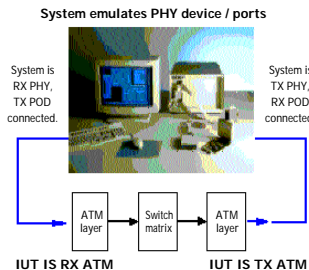 System emulates PHY device / ports
System is
RX PHY,
TX POD
connected.
System is
TX PHY,
RX POD
connected
ATM
layer
Switch
matrix
ATM
layer
IUT IS RX ATM
IUT IS TX ATM